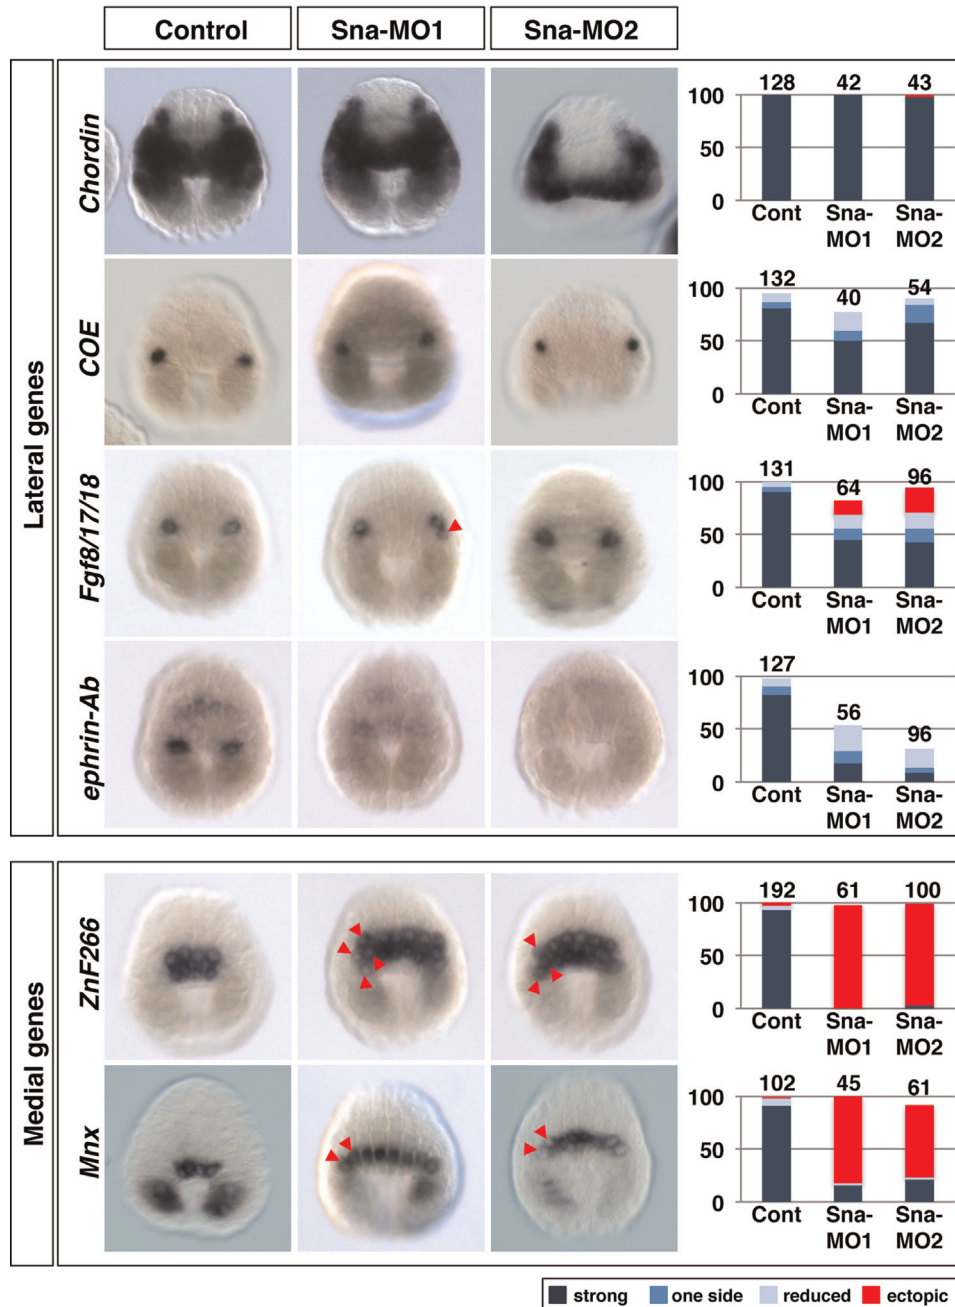 Control Sna-MO1 Sna-MO2
Lateral genes
Chordin
128 42 43
100
50
0
Cont Sna-MO1 Sna-MO2
COE
132 40 54
100
50
0
Cont Sna-MO1 Sna-MO2
Fgf8/17/18
131 64 96
100
50
0
Cont Sna-MO1 Sna-MO2
ephrin-Ab
127 56 96
100
50
0
Cont Sna-MO1 Sna-MO2
Medial genes
ZnF266
192 61 100
100
50
0
Cont Sna-MO1 Sna-MO2
Mnx
102 45 61
100
50
0
Cont Sna-MO1 Sna-MO2
strong one side reduced ectopic